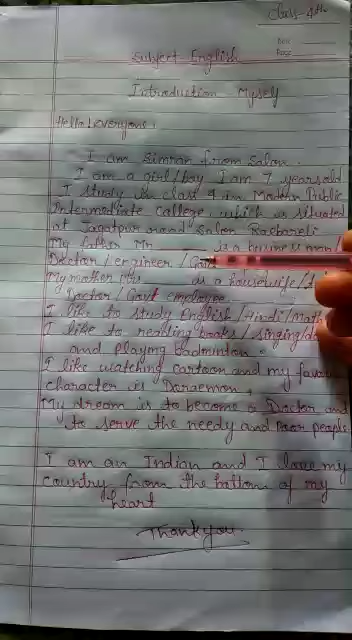 Class-4th
Date
Page
Subject English
Introduction Myself
Hello! everyone,
I am Simran from Salon.
I am a girl/boy I am 7 years old
I study in class 4 in Modern Public
Intermediate College which is situated
at Jagatpur road Salon Raebareli
My father Mr. is a business man/
Doctor/engineer/Govt
My mother Mrs is a housewife/
Doctor/Govt employee
I like to study English/Hindi/Math
I like to reading books/singing/
and playing badminton.
I like watching cartoon and my
character is Doraemon.
My dream is to become a Doctor and
to serve the needy and Poor people
I am an Indian and I love my
country from the bottom of my
heart
Thank you